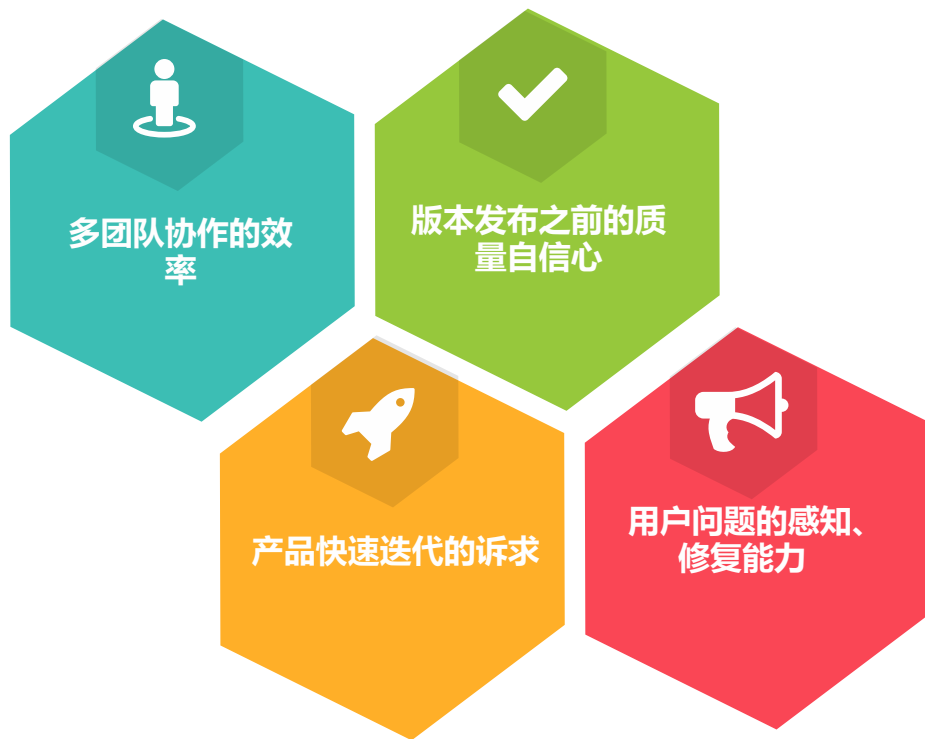 多团队协作的效
率
版本发布之前的质
量自信心
产品快速迭代的诉求
用户问题的感知、
修复能力